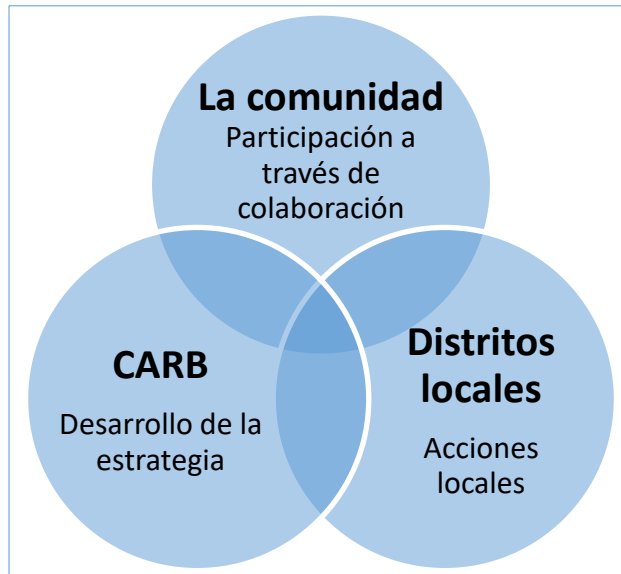 La comunidad
Participación a
través de
colaboración
CARB
Desarrollo de la
estrategia
Distritos
locales
Acciones
locales